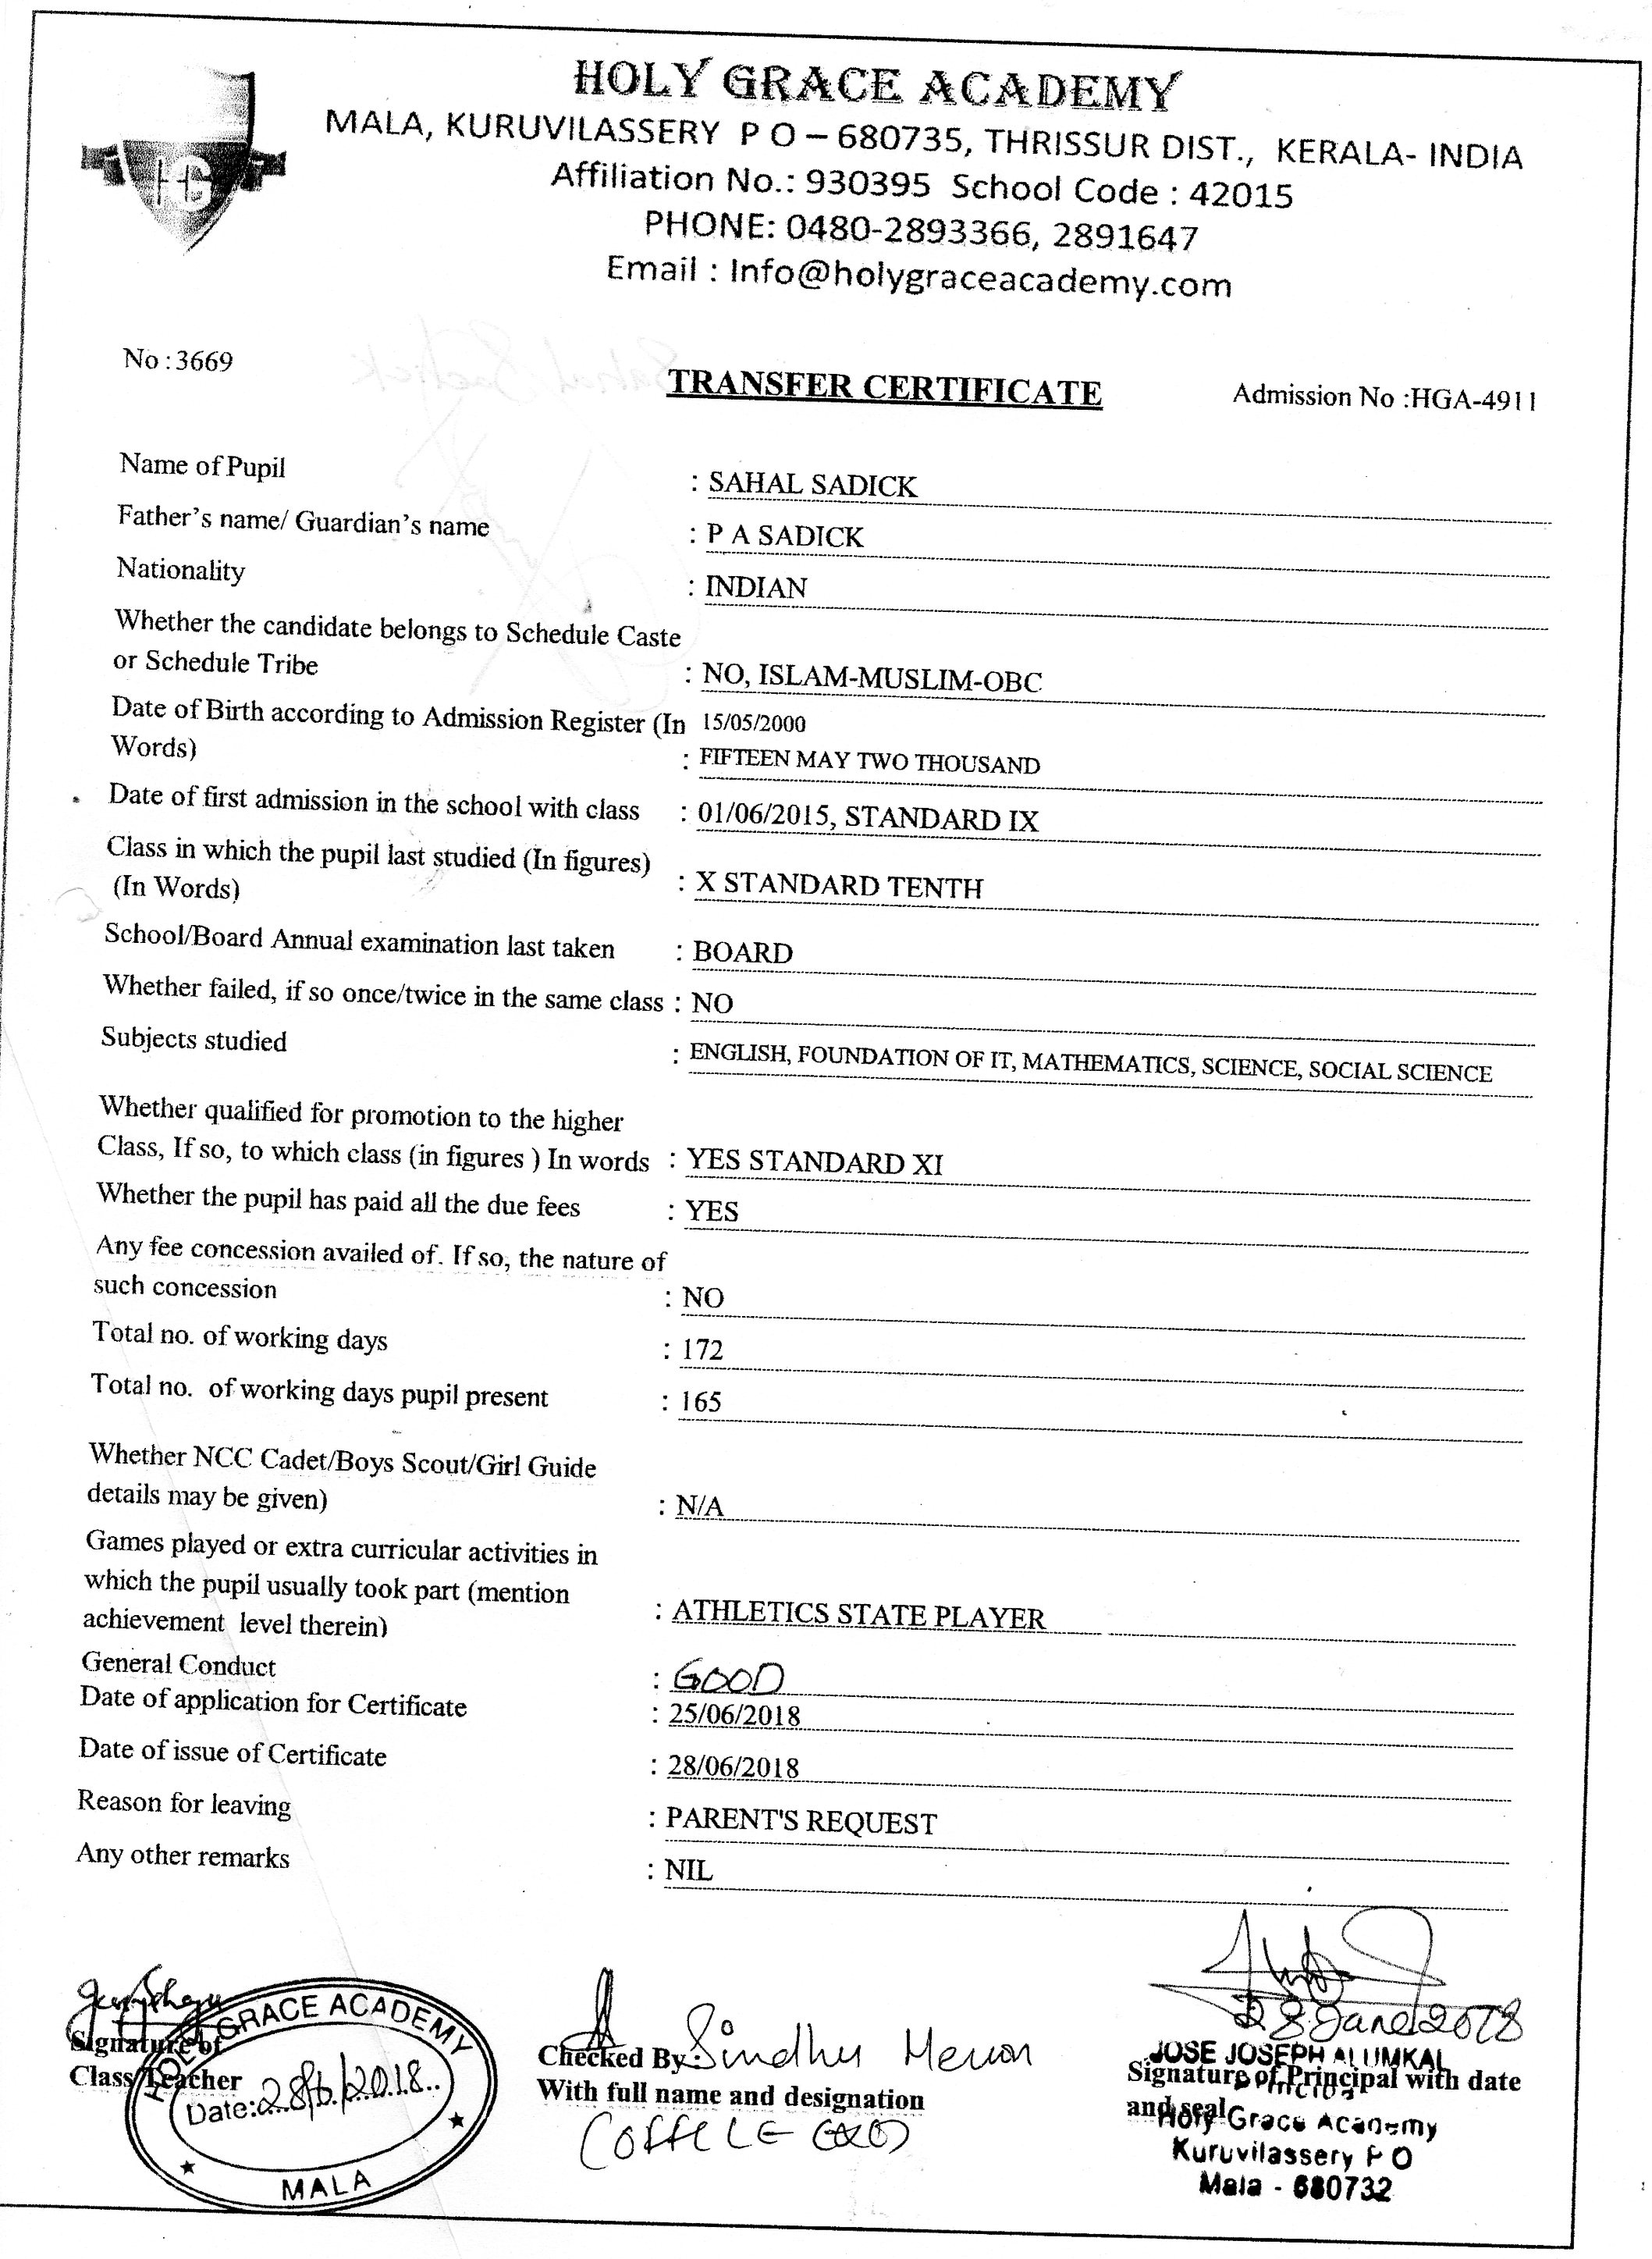 HOLY GRACE ACADEMY
MALA, KURUVILASSERY P O – 680735, THRISSUR DIST., KERALA- INDIA
Affiliation No.: 930395 School Code : 42015
PHONE: 0480-2893366, 2891647
Email : Info@holygraceacademy.com
HG
No : 3669
TRANSFER CERTIFICATE
Admission No :HGA-4911
Name of Pupil : SAHAL SADICK
Father's name/ Guardian's name : P A SADICK
Nationality : INDIAN
Whether the candidate belongs to Schedule Caste
or Schedule Tribe : NO, ISLAM-MUSLIM-OBC
Date of Birth according to Admission Register (In 15/05/2000
Words) : FIFTEEN MAY TWO THOUSAND
Date of first admission in the school with class : 01/06/2015, STANDARD IX
Class in which the pupil last studied (In figures)
(In Words) : X STANDARD TENTH
School/Board Annual examination last taken : BOARD
Whether failed, if so once/twice in the same class : NO
Subjects studied : ENGLISH, FOUNDATION OF IT, MATHEMATICS, SCIENCE, SOCIAL SCIENCE
Whether qualified for promotion to the higher
Class, If so, to which class (in figures ) In words : YES STANDARD XI
Whether the pupil has paid all the due fees : YES
Any fee concession availed of. If so, the nature of
such concession : NO
Total no. of working days : 172
Total no. of working days pupil present : 165
Whether NCC Cadet/Boys Scout/Girl Guide
details may be given) : N/A
Games played or extra curricular activities in
which the pupil usually took part (mention
achievement level therein) : ATHLETICS STATE PLAYER
General Conduct : GOOD
Date of application for Certificate : 25/06/2018
Date of issue of Certificate : 28/06/2018
Reason for leaving : PARENT'S REQUEST
Any other remarks : NIL
Signature of
Class Teacher
HOLY GRACE ACADEMY
Date: 28/6/2018
MALA
Checked By: Sindhu Menon
With full name and designation
28 June 2018
JOSE JOSEPH ALUMKAL
Signature of Principal with date
and seal
Principal
Holy Grace Academy
Kuruvilassery P O
Mala - 680732